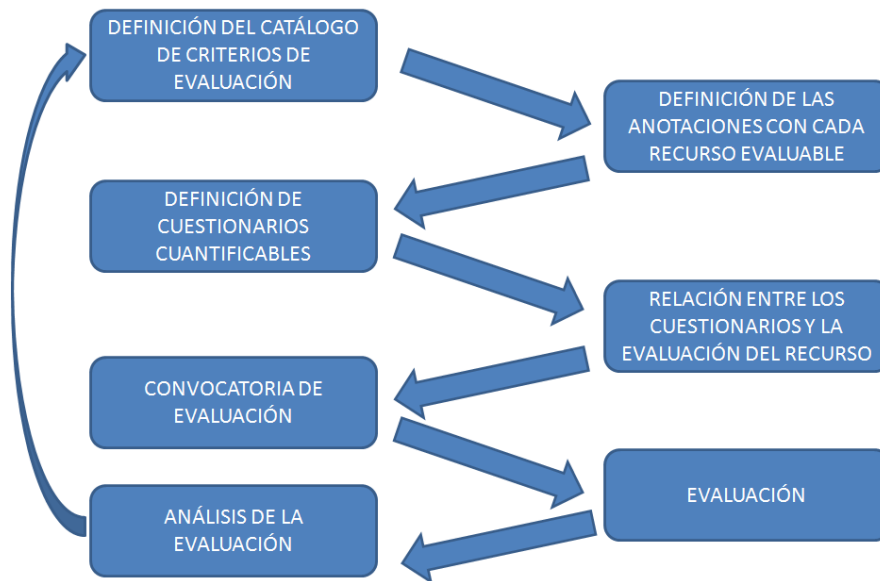 DEFINICIÓN DEL CATÁLOGO
DE CRITERIOS DE
EVALUACIÓN
DEFINICIÓN DE LAS
ANOTACIONES CON CADA
RECURSO EVALUABLE
DEFINICIÓN DE
CUESTIONARIOS
CUANTIFICABLES
RELACIÓN ENTRE LOS
CUESTIONARIOS Y LA
EVALUACIÓN DEL RECURSO
CONVOCATORIA DE
EVALUACIÓN
EVALUACIÓN
ANÁLISIS DE LA
EVALUACIÓN